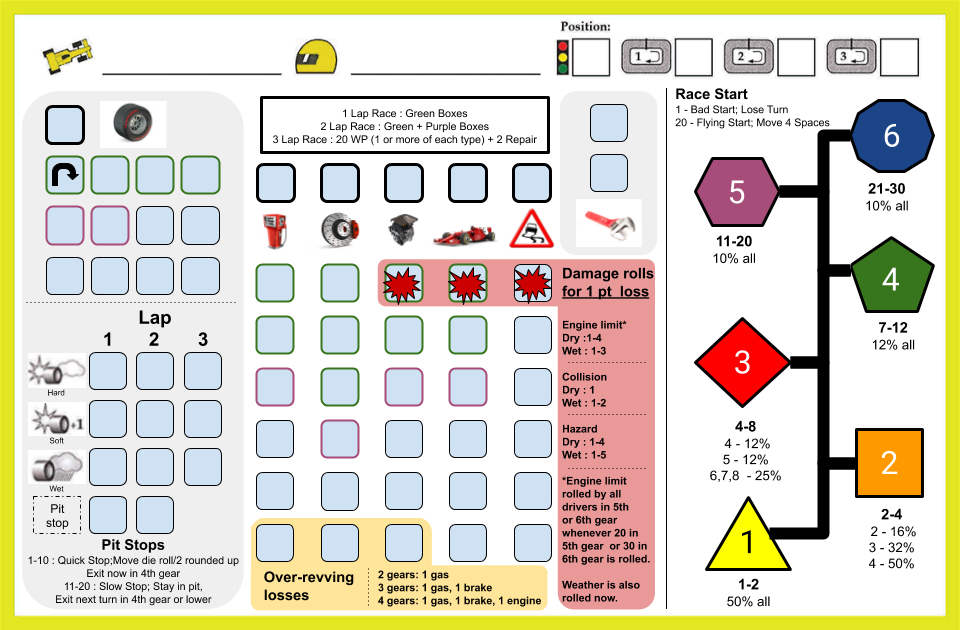 Position:
1
2
3
Race Start
1 - Bad Start; Lose Turn
20 - Flying Start; Move 4 Spaces
1 Lap Race : Green Boxes
2 Lap Race : Green + Purple Boxes
3 Lap Race : 20 WP (1 or more of each type) + 2 Repair
6
21-30
10% all
5
11-20
10% all
4
7-12
12% all
3
4-8
4 - 12%
5 - 12%
6,7,8 - 25%
2
2-4
2 - 16%
3 - 32%
4 - 50%
1
1-2
50% all
Damage rolls
for 1 pt loss
Engine limit*
Dry :1-4
Wet : 1-3
Collision
Dry : 1
Wet : 1-2
Hazard
Dry : 1-4
Wet : 1-5
*Engine limit
rolled by all
drivers in 5th
or 6th gear
whenever 20 in
5th gear or 30 in
6th gear is rolled.
Weather is also
rolled now.
Lap
1 2 3
Hard
+1
Soft
Wet
Pit
stop
Pit Stops
1-10 : Quick Stop;Move die roll/2 rounded up
Exit now in 4th gear
11-20 : Slow Stop; Stay in pit,
Exit next turn in 4th gear or lower
Over-revving
losses
2 gears: 1 gas
3 gears: 1 gas, 1 brake
4 gears: 1 gas, 1 brake, 1 engine